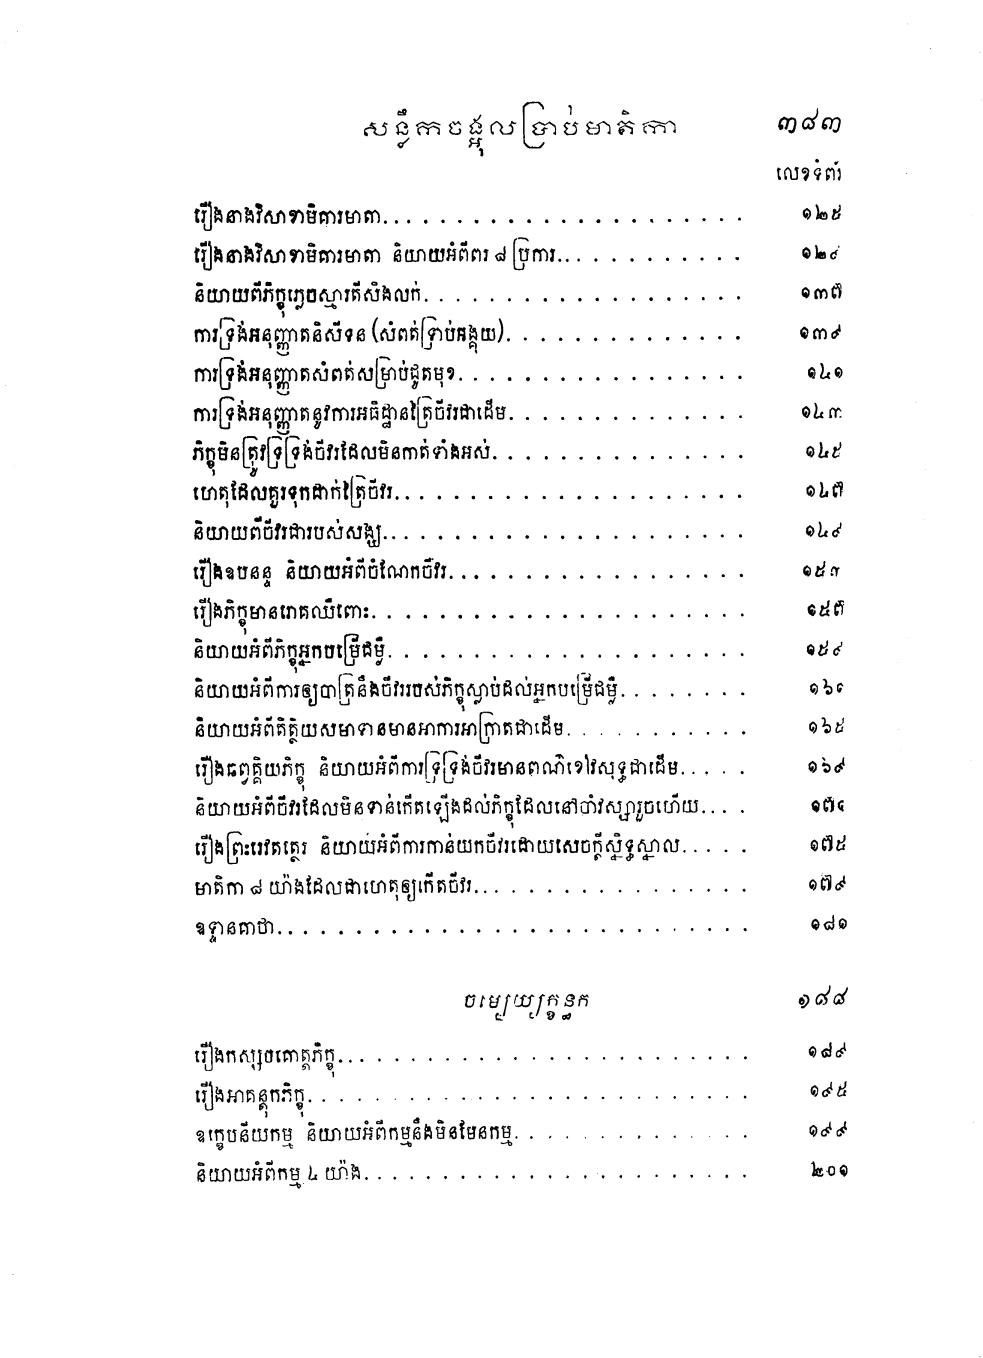 សន្លឹកចង្អុលប្រាប់មាតិកា ៣៨៣
លេខទំព័រ
រឿងនាងវិសាខាមិគារមាតា. . . . . . . . . . . . . . . . . . . . . . ១២៥
រឿងនាងវិសាខាមិគារមាតា និយាយអំពីពរ ៨ ប្រការ. . . . . . . . . . ១២៩
និយាយពីភិក្ខុភ្លេចស្មារតីសិងលក់. . . . . . . . . . . . . . . . . . . ១៣៧
ការទ្រង់អនុញ្ញាតនិសីទន (សំពត់ទ្រាប់អង្គុយ). . . . . . . . . . . . . . ១៣៩
ការទ្រង់អនុញ្ញាតសំពត់សម្រាប់ជូតមុខ. . . . . . . . . . . . . . . . . ១៤១
ការទ្រង់អនុញ្ញាតនូវការអធិដ្ឋានត្រៃចីវរជាដើម. . . . . . . . . . . . . . ១៤៣
ភិក្ខុមិនត្រូវទ្រទ្រង់ចីវរដែលមិនកាត់ទាំងអស់. . . . . . . . . . . . . . . ១៤៥
ហេតុដែលគួរទុកដាក់ត្រៃចីវរ. . . . . . . . . . . . . . . . . . . . . ១៤៧
និយាយពីចីវរជារបស់សង្ឃ. . . . . . . . . . . . . . . . . . . . . . ១៤៩
រឿងឧបនន្ទ និយាយអំពីចំណែកចីវរ. . . . . . . . . . . . . . . . . . ១៥៣
រឿងភិក្ខុមានរោគឈឺពោះ. . . . . . . . . . . . . . . . . . . . . . . ១៥៧
និយាយអំពីភិក្ខុអ្នកបម្រើជម្ងឺ. . . . . . . . . . . . . . . . . . . . . . ១៥៩
និយាយអំពីការឲ្យបាត្រនឹងចីវររបស់ភិក្ខុស្លាប់ដល់អ្នកបម្រើជម្ងឺ. . . . . . . . ១៦១
និយាយអំពីតិត្ថិយសមាទានមានអាការអាក្រាតជាដើម. . . . . . . . . . . ១៦៥
រឿងឆព្វគ្គិយភិក្ខុ និយាយអំពីការទ្រទ្រង់ចីវរមានពណ៌ខៀវសុទ្ធជាដើម. . . . . ១៦៩
និយាយអំពីចីវរដែលមិនទាន់កើតឡើងដល់ភិក្ខុដែលនៅចាំវស្សារួចហើយ. . . . ១៧១
រឿងព្រះរេវតត្ថេរ និយាយអំពីការកាន់យកចីវរដោយសេចក្ដីស្និទ្ធស្នាល. . . . . ១៧៥
មាតិកា ៨ យ៉ាងដែលជាហេតុឲ្យកើតចីវរ. . . . . . . . . . . . . . . . ១៧៩
ឧទ្ទានគាថា. . . . . . . . . . . . . . . . . . . . . . . . . . . . ១៨១
ចម្បេយ្យក្ខន្ធក ១៨៨
រឿងកស្សបគោត្តភិក្ខុ. . . . . . . . . . . . . . . . . . . . . . . . ១៨៩
រឿងអាគន្តុកភិក្ខុ. . . . . . . . . . . . . . . . . . . . . . . . . . ១៩៥
ឧក្ខេបនីយកម្ម និយាយអំពីកម្មនឹងមិនមែនកម្ម. . . . . . . . . . . . . . ១៩៩
និយាយអំពីកម្ម ៤ យ៉ាង. . . . . . . . . . . . . . . . . . . . . . . ២០១